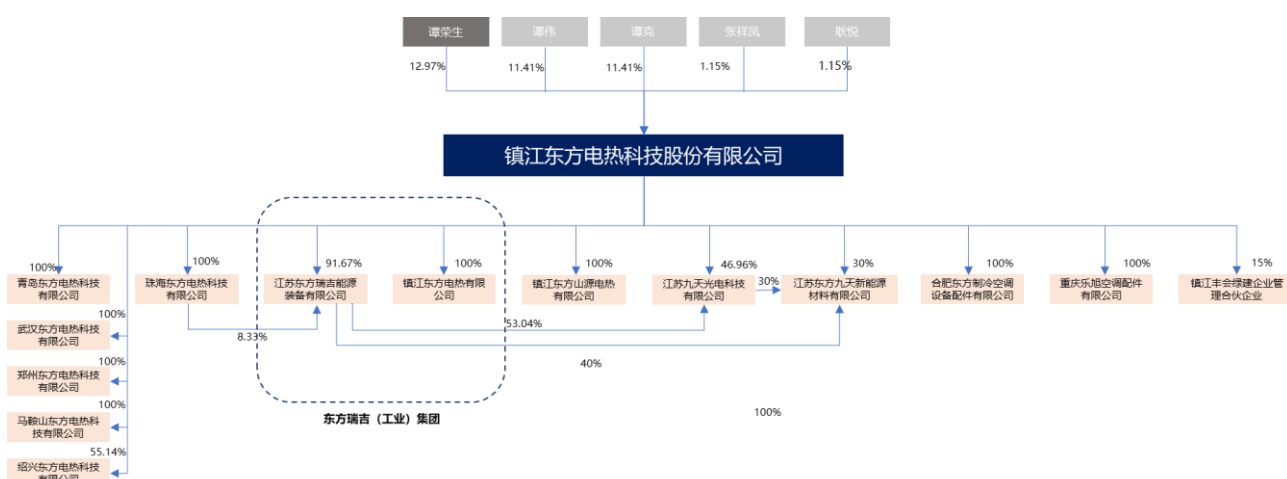 谭荣生
谭伟
谭克
张祥凤
耿悦
12.97%
11.41%
11.41%
1.15%
1.15%
镇江东方电热科技股份有限公司
100%
100%
91.67%
100%
100%
46.96%
30%
100%
100%
15%
青岛东方电热科技
有限公司
珠海东方电热科技
有限公司
江苏东方瑞吉能源
装备有限公司
镇江东方电热有限
公司
镇江东方山源电热
有限公司
江苏九天光电科技
有限公司
30%
江苏东方九天新能源
材料有限公司
合肥东方制冷空调
设备配件有限公司
重庆乐旭空调配件
有限公司
镇江丰会绿建企业管
理合伙企业
100%
武汉东方电热科技
有限公司
8.33%
53.04%
100%
40%
郑州东方电热科技
有限公司
100%
马鞍山东方电热科
技有限公司
东方瑞吉（工业）集团
100%
55.14%
绍兴东方电热科技
有限公司